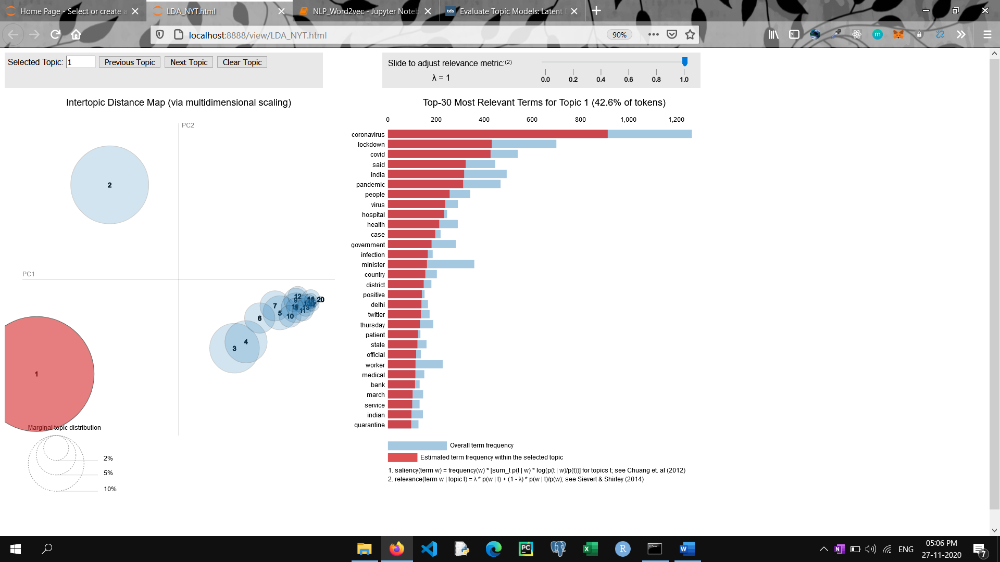 Home Page - Select or create a
LDA_NYT.html
NLP_Word2vec - Jupyter Noteb
tds Evaluate Topic Models: Latent
localhost:8888/view/LDA_NYT.html
90%
m
Selected Topic: 1 Previous Topic Next Topic Clear Topic
Slide to adjust relevance metric:(2)
λ = 1
0.0 0.2 0.4 0.6 0.8 1.0
Intertopic Distance Map (via multidimensional scaling)
PC2
PC1
2
1
3
4
6
7
5
10
12
9
11
20
Marginal topic distribution
2%
5%
10%
Top-30 Most Relevant Terms for Topic 1 (42.6% of tokens)
0 200 400 600 800 1,000 1,200
coronavirus
lockdown
covid
said
india
pandemic
people
virus
hospital
health
case
government
infection
minister
country
district
positive
delhi
twitter
thursday
patient
state
official
worker
medical
bank
march
service
indian
quarantine
Overall term frequency
Estimated term frequency within the selected topic
1. saliency(term w) = frequency(w) * [sum_t p(t | w) * log(p(t | w)/p(t))] for topics t; see Chuang et. al (2012)
2. relevance(term w | topic t) = λ * p(w | t) + (1 - λ) * p(w | t)/p(w); see Sievert & Shirley (2014)
PC
R
N
ENG
05:06 PM
27-11-2020
7